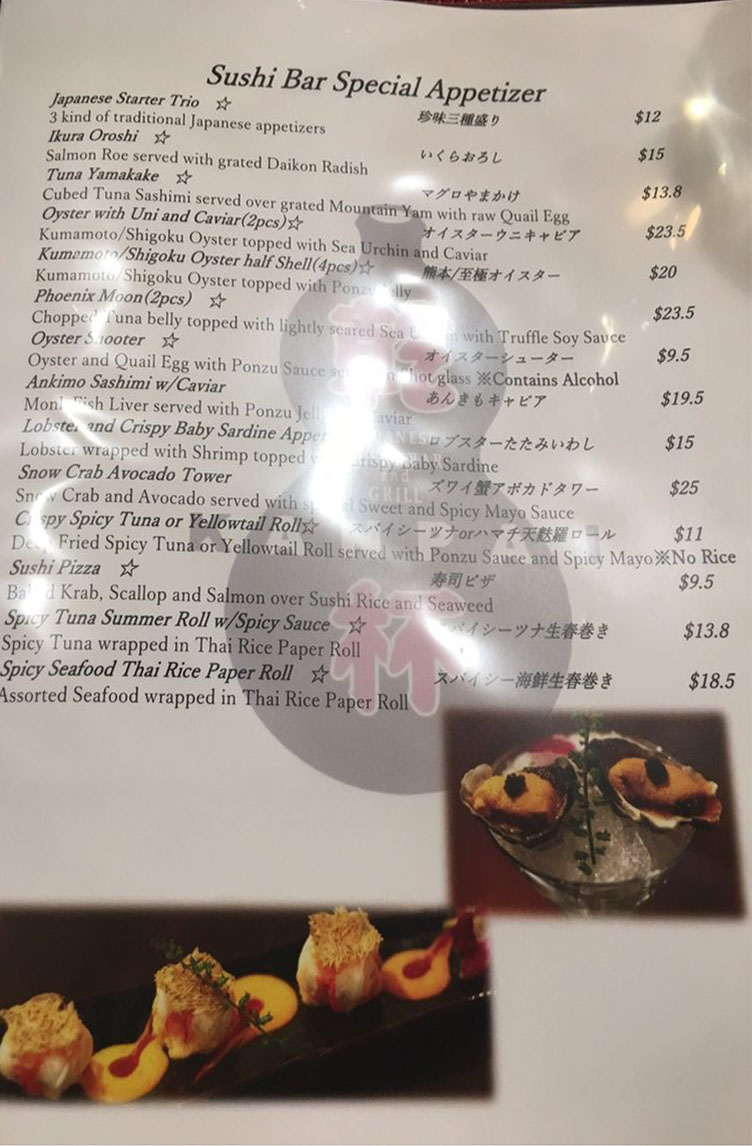 Sushi Bar Special Appetizer
Japanese Starter Trio ☆ 珍味三種盛り $12
3 kind of traditional Japanese appetizers
Ikura Oroshi ☆ いくらおろし $15
Salmon Roe served with grated Daikon Radish
Tuna Yamakake ☆ マグロやまかけ $13.8
Cubed Tuna Sashimi served over grated Mountain Yam with raw Quail Egg
Oyster with Uni and Caviar(2pcs)☆ オイスターウニキャビア $23.5
Kumamoto/Shigoku Oyster topped with Sea Urchin and Caviar
Kumamoto/Shigoku Oyster half Shell(4pcs)☆ 熊本/至極オイスター $20
Kumamoto/Shigoku Oyster topped with Ponzu Jelly
Phoenix Moon(2pcs) ☆ $23.5
Chopped Tuna belly topped with lightly seared Sea with Truffle Soy Sauce
Oyster Shooter ☆ オイスターシューター $9.5
Oyster and Quail Egg with Ponzu Sauce shot glass ※Contains Alcohol
Ankimo Sashimi w/Caviar あんきもキャビア $19.5
Monk Fish Liver served with Ponzu Jelly Caviar
Lobster and Crispy Baby Sardine ロブスターたたみいわし $15
Lobster wrapped with Shrimp topped Crispy Baby Sardine
Snow Crab Avocado Tower ズワイ蟹アボカドタワー $25
Snow Crab and Avocado served with Sweet and Spicy Mayo Sauce
Crispy Spicy Tuna or Yellowtail Roll☆ スパイシーツナorハマチ天麩羅ロール $11
Deep Fried Spicy Tuna or Yellowtail Roll served with Ponzu Sauce and Spicy Mayo※No Rice
Sushi Pizza ☆ 寿司ピザ $9.5
Baked Krab, Scallop and Salmon over Sushi Rice and Seaweed
Spicy Tuna Summer Roll w/Spicy Sauce ☆ スパイシーツナ生春巻き $13.8
Spicy Tuna wrapped in Thai Rice Paper Roll
Spicy Seafood Thai Rice Paper Roll ☆ スパイシー海鮮生春巻き $18.5
Assorted Seafood wrapped in Thai Rice Paper Roll
杯